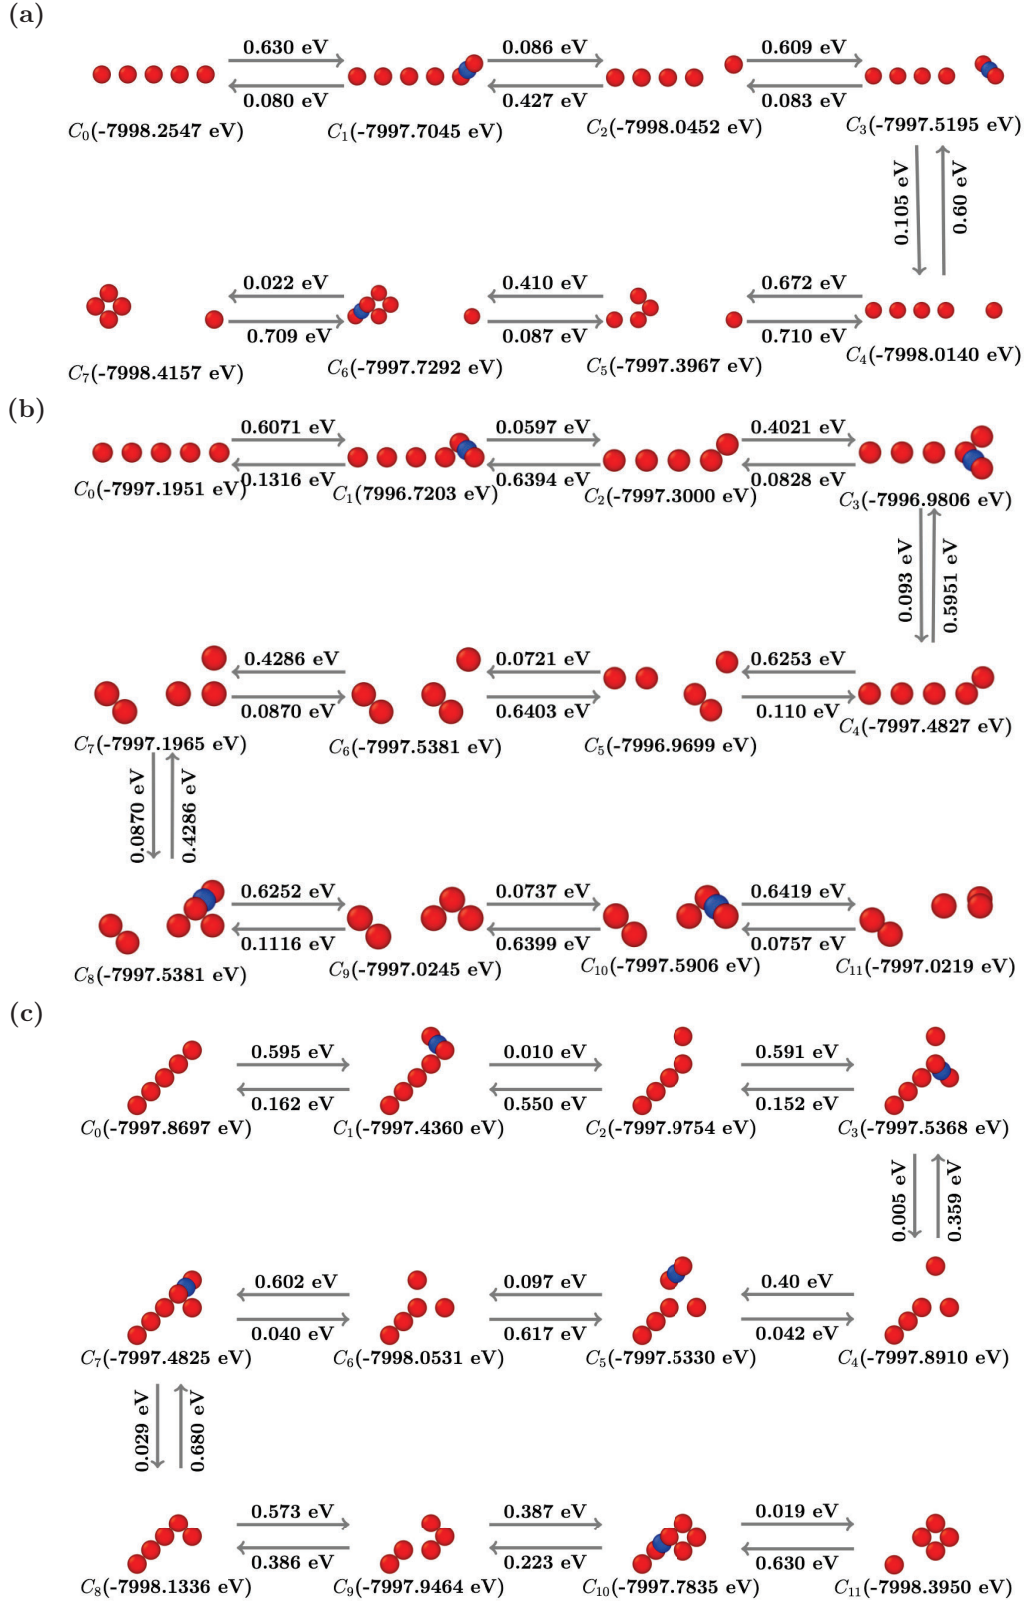 (a)
0.630 eV 0.086 eV 0.609 eV
0.080 eV 0.427 eV 0.083 eV
C0(-7998.2547 eV) C1(-7997.7045 eV) C2(-7998.0452 eV) C3(-7997.5195 eV)
0.105 eV 0.60 eV
0.022 eV 0.410 eV 0.672 eV
0.709 eV 0.087 eV 0.710 eV
C7(-7998.4157 eV) C6(-7997.7292 eV) C5(-7997.3967 eV) C4(-7998.0140 eV)
(b)
0.6071 eV 0.0597 eV 0.4021 eV
0.1316 eV 0.6394 eV 0.0828 eV
C0(-7997.1951 eV) C1(7996.7203 eV) C2(-7997.3000 eV) C3(-7996.9806 eV)
0.093 eV 0.5951 eV
0.4286 eV 0.0721 eV 0.6253 eV
0.0870 eV 0.6403 eV 0.110 eV
C7(-7997.1965 eV) C6(-7997.5381 eV) C5(-7996.9699 eV) C4(-7997.4827 eV)
0.0870 eV 0.4286 eV
0.6252 eV 0.0737 eV 0.6419 eV
0.1116 eV 0.6399 eV 0.0757 eV
C8(-7997.5381 eV) C9(-7997.0245 eV) C10(-7997.5906 eV) C11(-7997.0219 eV)
(c)
0.595 eV 0.010 eV 0.591 eV
0.162 eV 0.550 eV 0.152 eV
C0(-7997.8697 eV) C1(-7997.4360 eV) C2(-7997.9754 eV) C3(-7997.5368 eV)
0.005 eV 0.359 eV
0.602 eV 0.097 eV 0.40 eV
0.040 eV 0.617 eV 0.042 eV
C7(-7997.4825 eV) C6(-7998.0531 eV) C5(-7997.5330 eV) C4(-7997.8910 eV)
0.029 eV 0.680 eV
0.573 eV 0.387 eV 0.019 eV
0.386 eV 0.223 eV 0.630 eV
C8(-7998.1336 eV) C9(-7997.9464 eV) C10(-7997.7835 eV) C11(-7998.3950 eV)